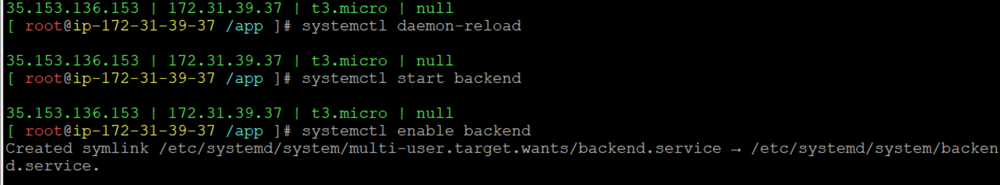 35.153.136.153 | 172.31.39.37 | t3.micro | null
[ root@ip-172-31-39-37 /app ]# systemctl daemon-reload
35.153.136.153 | 172.31.39.37 | t3.micro | null
[ root@ip-172-31-39-37 /app ]# systemctl start backend
35.153.136.153 | 172.31.39.37 | t3.micro | null
[ root@ip-172-31-39-37 /app ]# systemctl enable backend
Created symlink /etc/systemd/system/multi-user.target.wants/backend.service → /etc/systemd/system/backen
d.service.